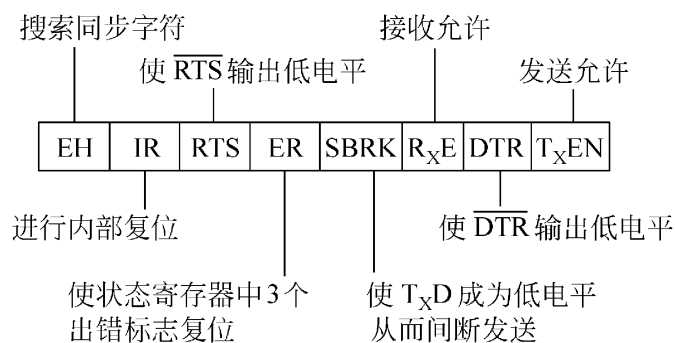 搜索同步字符
接收允许
使 RTS 输出低电平
发送允许
EH IR RTS ER SBRK RXE DTR TXEN
进行内部复位
使 DTR 输出低电平
使状态寄存器中3个
出错标志复位
使 TXD 成为低电平
从而间断发送